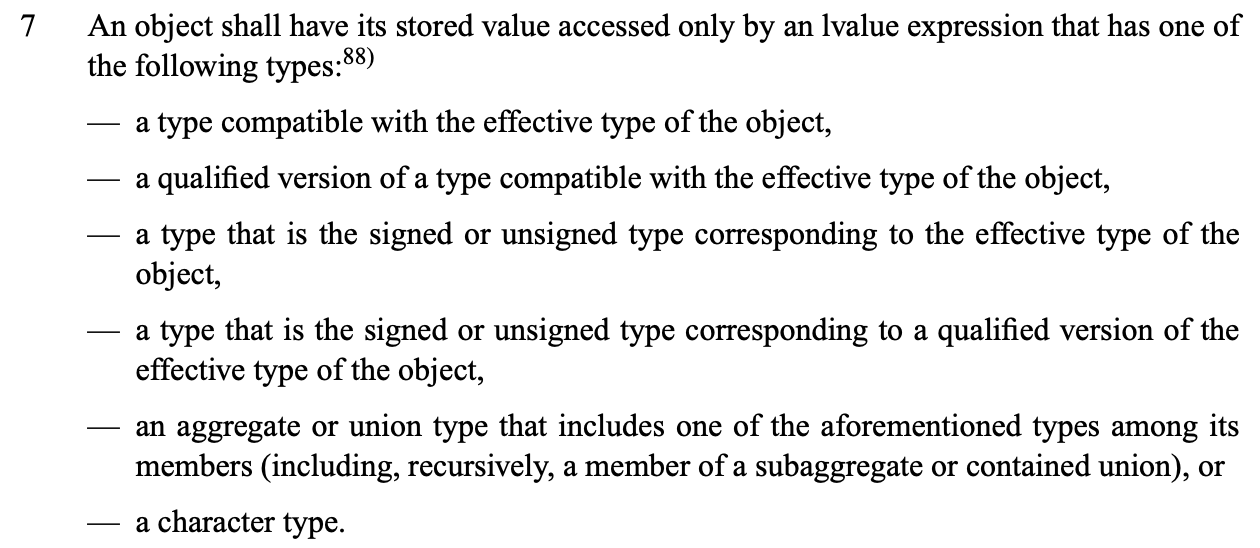 7 An object shall have its stored value accessed only by an lvalue expression that has one of
the following types:88)
— a type compatible with the effective type of the object,
— a qualified version of a type compatible with the effective type of the object,
— a type that is the signed or unsigned type corresponding to the effective type of the
object,
— a type that is the signed or unsigned type corresponding to a qualified version of the
effective type of the object,
— an aggregate or union type that includes one of the aforementioned types among its
members (including, recursively, a member of a subaggregate or contained union), or
— a character type.